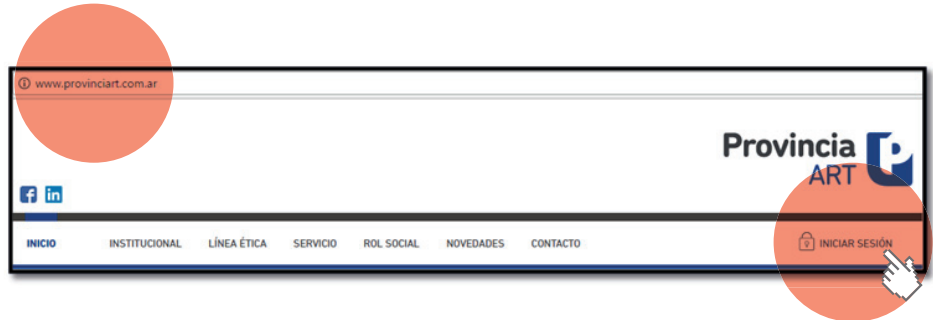 www.provinciart.com.ar
Provincia
ART
INICIO INSTITUCIONAL LÍNEA ÉTICA SERVICIO ROL SOCIAL NOVEDADES CONTACTO INICIAR SESIÓN